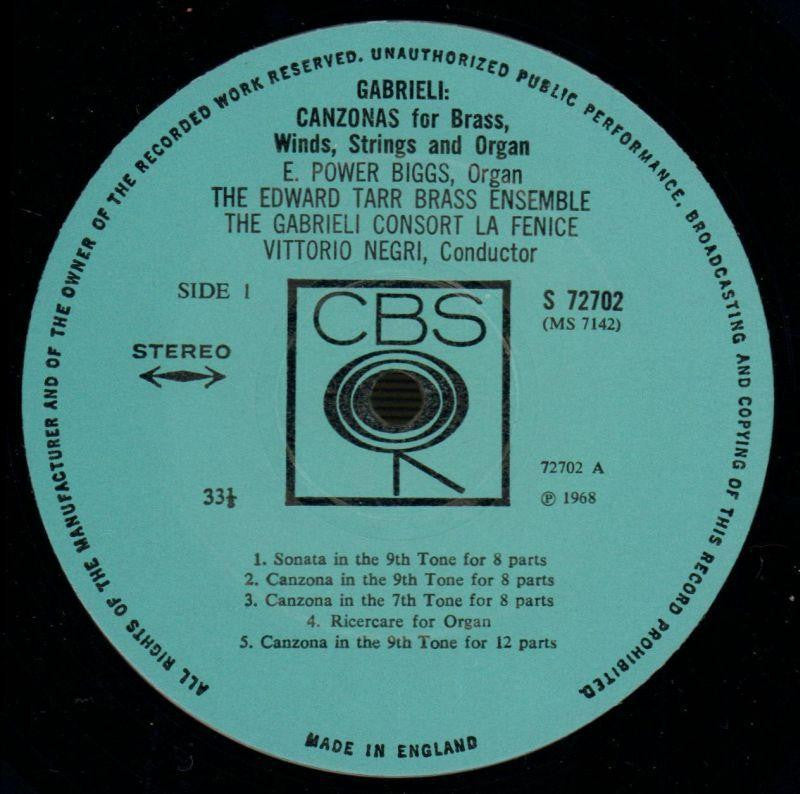 ALL RIGHTS OF THE MANUFACTURER AND OF THE OWNER OF THE RECORDED WORK RESERVED. UNAUTHORIZED PUBLIC PERFORMANCE, BROADCASTING AND COPYING OF THIS RECORD PROHIBITED.
GABRIELI:
CANZONAS for Brass,
Winds, Strings and Organ
E. POWER BIGGS, Organ
THE EDWARD TARR BRASS ENSEMBLE
THE GABRIELI CONSORT LA FENICE
VITTORIO NEGRI, Conductor
SIDE 1
CBS
S 72702
(MS 7142)
STEREO
33⅓
72702 A
℗ 1968
1. Sonata in the 9th Tone for 8 parts
2. Canzona in the 9th Tone for 8 parts
3. Canzona in the 7th Tone for 8 parts
4. Ricercare for Organ
5. Canzona in the 9th Tone for 12 parts
MADE IN ENGLAND